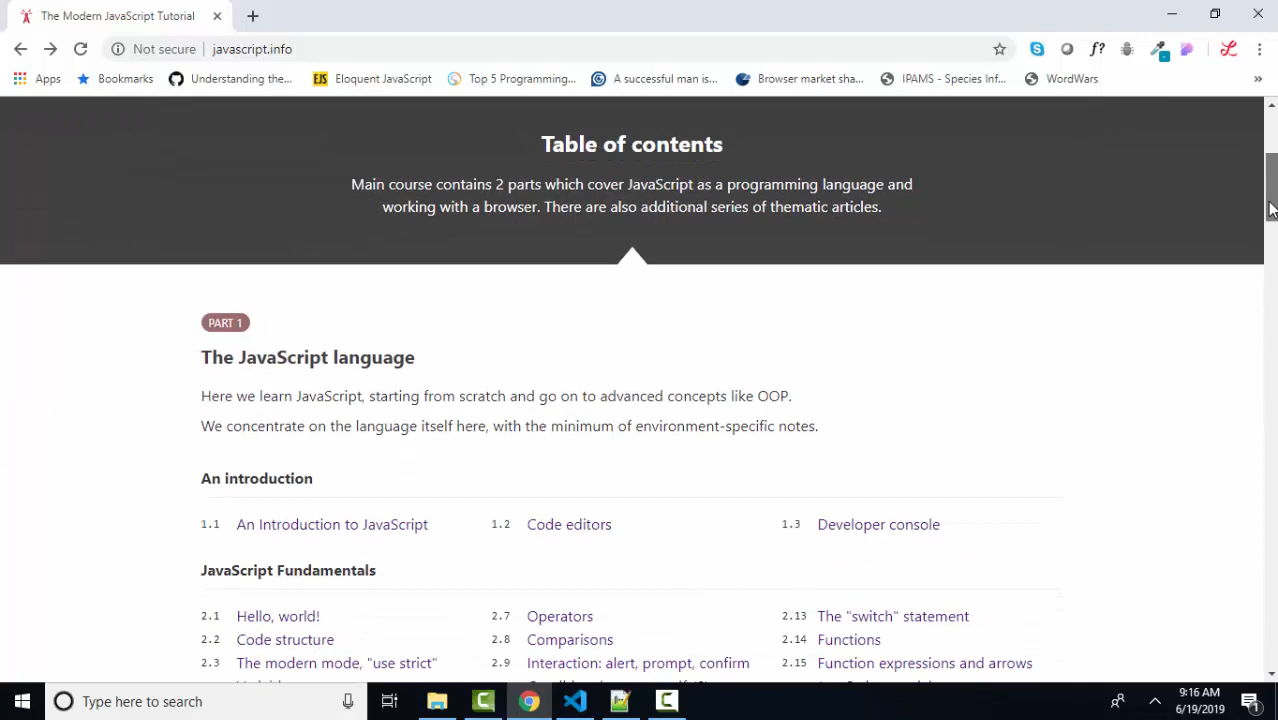 The Modern JavaScript Tutorial
Not secure
javascript.info
f?
Apps
Bookmarks
Understanding the...
EJS
Eloquent JavaScript
Top 5 Programming...
A successful man is...
Browser market sha...
IPAMS - Species Inf...
WordWars
»
Table of contents
Main course contains 2 parts which cover JavaScript as a programming language and
working with a browser. There are also additional series of thematic articles.
PART 1
The JavaScript language
Here we learn JavaScript, starting from scratch and go on to advanced concepts like OOP.
We concentrate on the language itself here, with the minimum of environment-specific notes.
An introduction
1.1 An Introduction to JavaScript
1.2 Code editors
1.3 Developer console
JavaScript Fundamentals
2.1 Hello, world!
2.7 Operators
2.13 The "switch" statement
2.2 Code structure
2.8 Comparisons
2.14 Functions
2.3 The modern mode, "use strict"
2.9 Interaction: alert, prompt, confirm
2.15 Function expressions and arrows
Type here to search
9:16 AM
6/19/2019
1